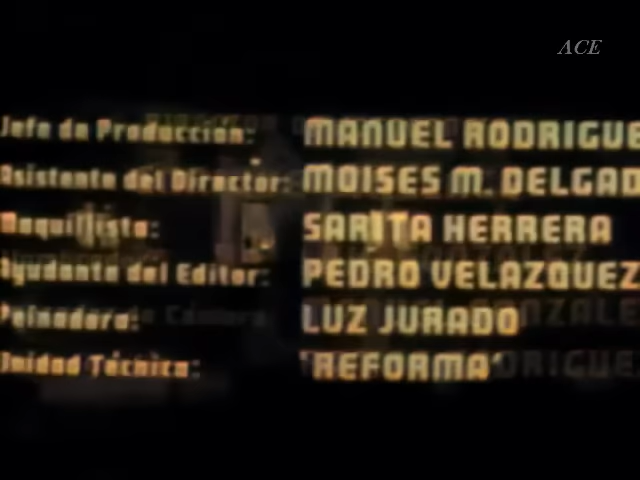 ACE
Jefe de Produccion: MANUEL RODRIGUE
Asistente del Director: MOISES M. DELGAD
Maquillista: SARITA HERRERA
Ayudante del Editor: PEDRO VELAZQUEZ
Peinadora: LUZ JURADO
Unidad Técnica: "REFORMA"